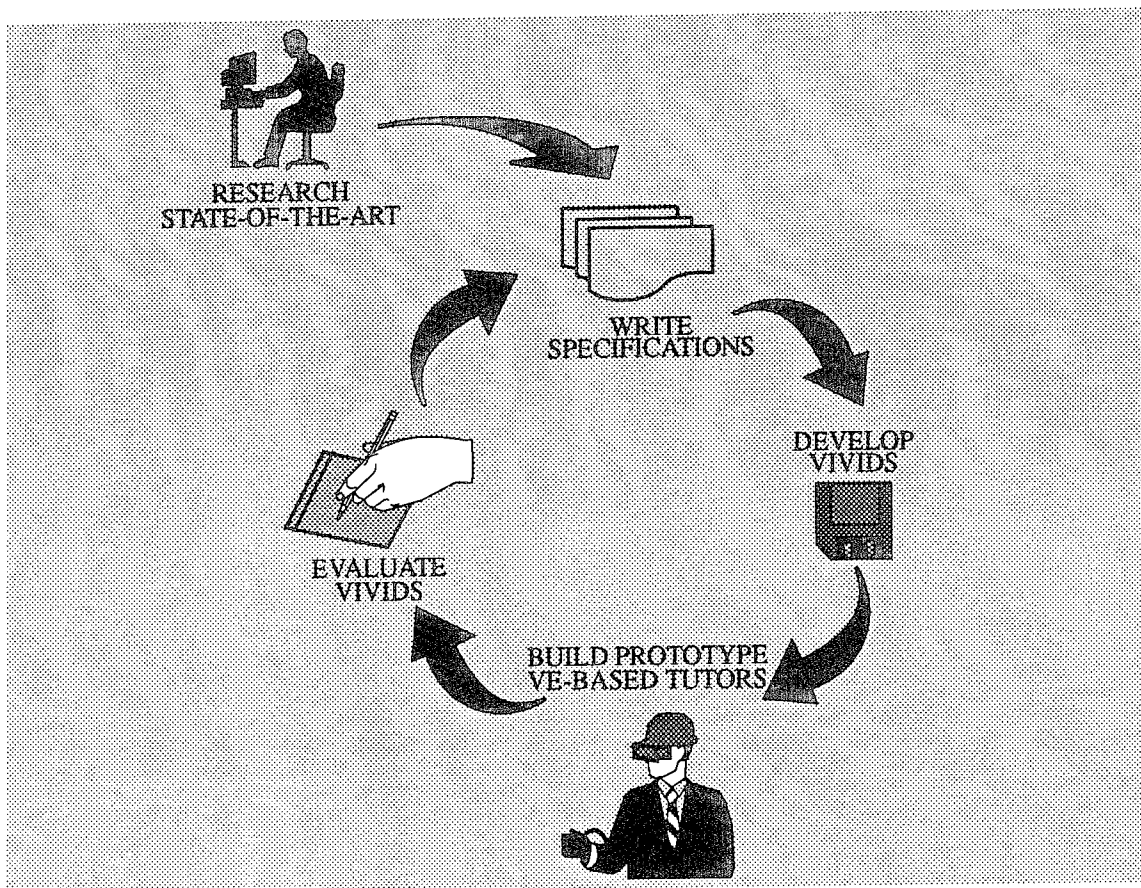 RESEARCH
STATE-OF-THE-ART
WRITE
SPECIFICATIONS
DEVELOP
VIVIDS
BUILD PROTOTYPE
VE-BASED TUTORS
EVALUATE
VIVIDS